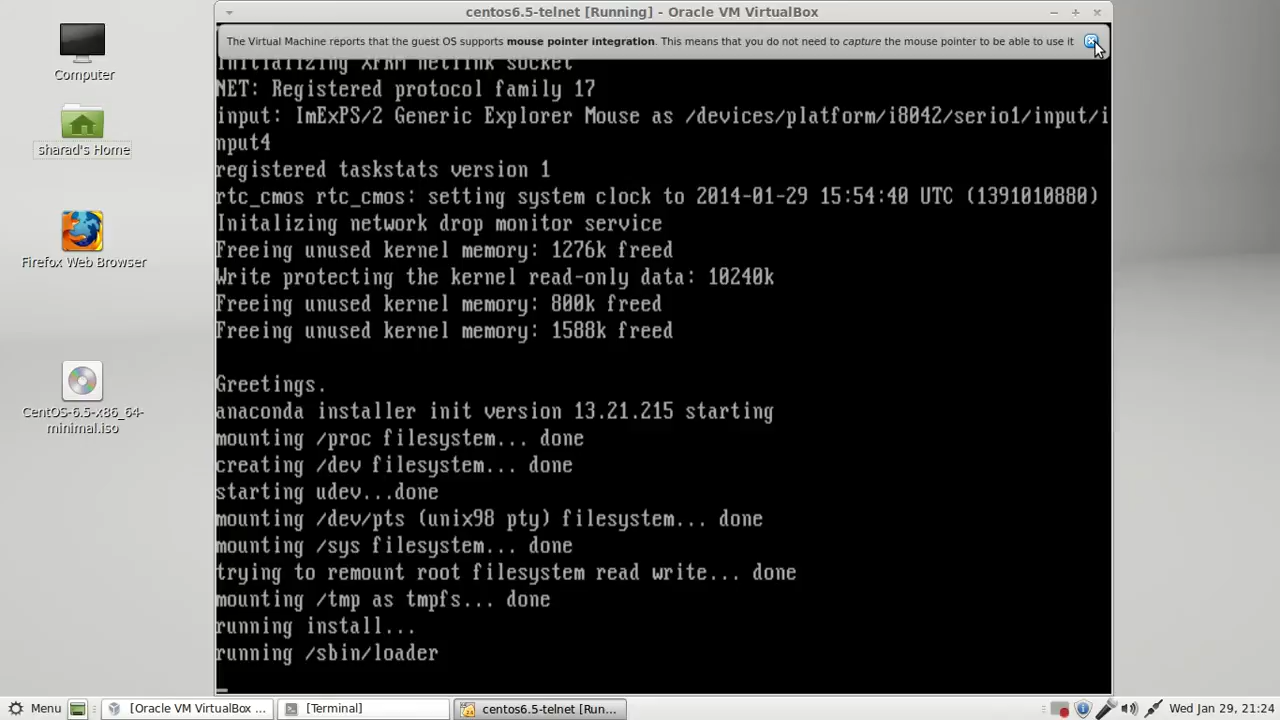 centos6.5-telnet [Running] - Oracle VM VirtualBox
The Virtual Machine reports that the guest OS supports mouse pointer integration. This means that you do not need to capture the mouse pointer to be able to use it
Computer
sharad's Home
Firefox Web Browser
CentOS-6.5-x86_64-
minimal.iso
Initializing XFRM netlink socket
NET: Registered protocol family 17
input: ImExPS/2 Generic Explorer Mouse as /devices/platform/i8042/serio1/input/i
nput4
registered taskstats version 1
rtc_cmos rtc_cmos: setting system clock to 2014-01-29 15:54:40 UTC (1391010880)
Initalizing network drop monitor service
Freeing unused kernel memory: 1276k freed
Write protecting the kernel read-only data: 10240k
Freeing unused kernel memory: 800k freed
Freeing unused kernel memory: 1588k freed
Greetings.
anaconda installer init version 13.21.215 starting
mounting /proc filesystem... done
creating /dev filesystem... done
starting udev...done
mounting /dev/pts (unix98 pty) filesystem... done
mounting /sys filesystem... done
trying to remount root filesystem read write... done
mounting /tmp as tmpfs... done
running install...
running /sbin/loader
Menu
[Oracle VM VirtualBox ...
[Terminal]
centos6.5-telnet [Run...
Wed Jan 29, 21:24